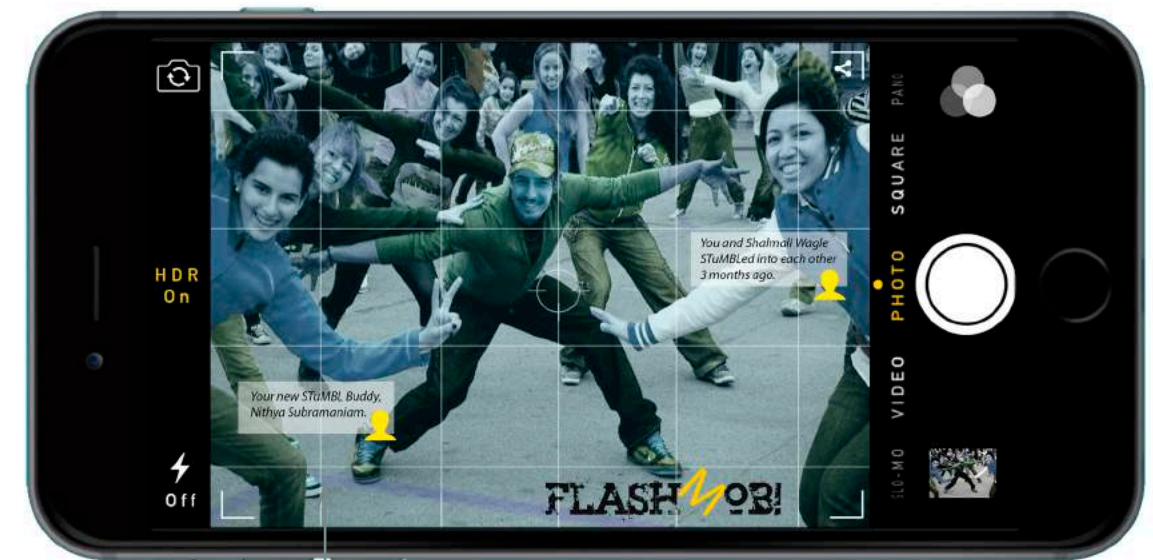 HDR
On
Off
You and Shalmali Wagle
STuMBLed into each other
3 months ago.
Your new STuMBL Buddy,
Nithya Subramaniam.
FLASHMOB!
PANO
SQUARE
PHOTO
VIDEO
SLO-MO